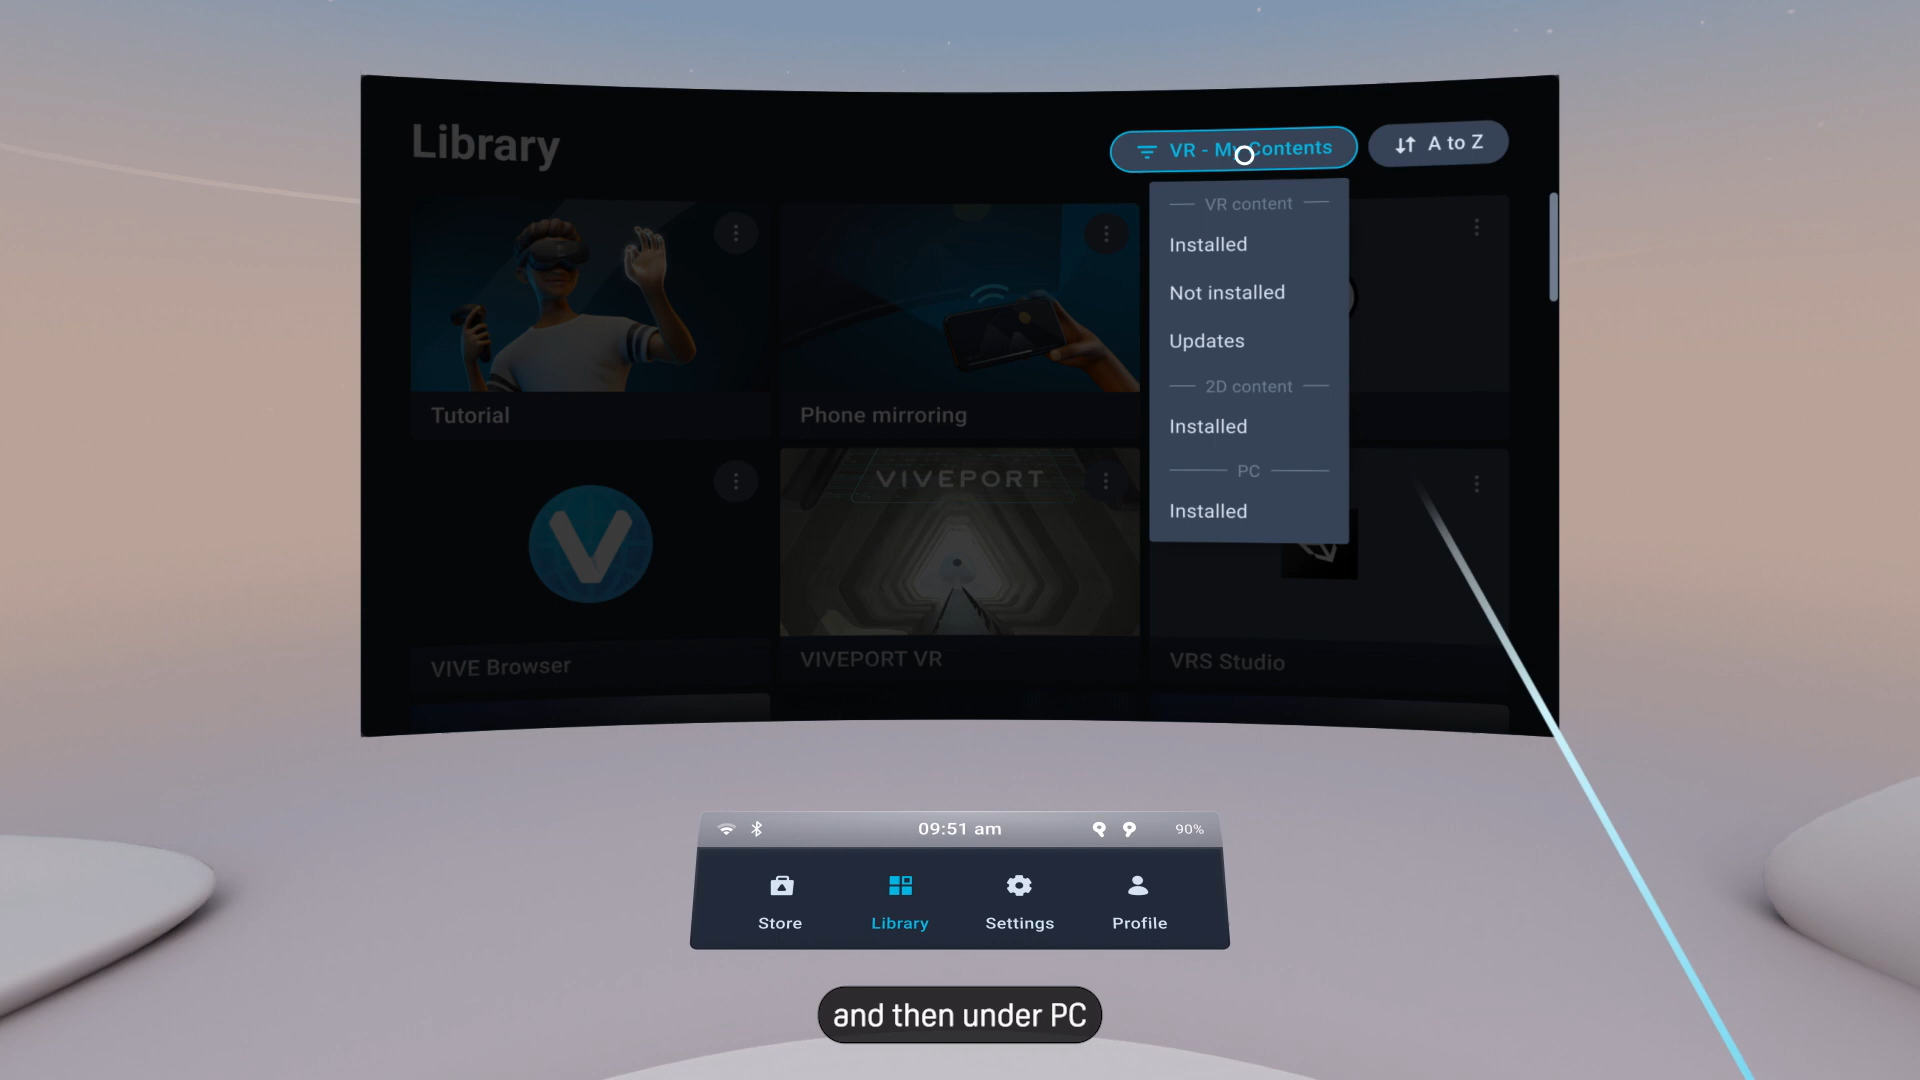 Library
VR - My Contents
A to Z
VR content
Installed
Not installed
Updates
2D content
Installed
PC
Installed
Tutorial
Phone mirroring
VIVEPORT
VIVE Browser
VIVEPORT VR
VRS Studio
09:51 am
90%
Store
Library
Settings
Profile
and then under PC